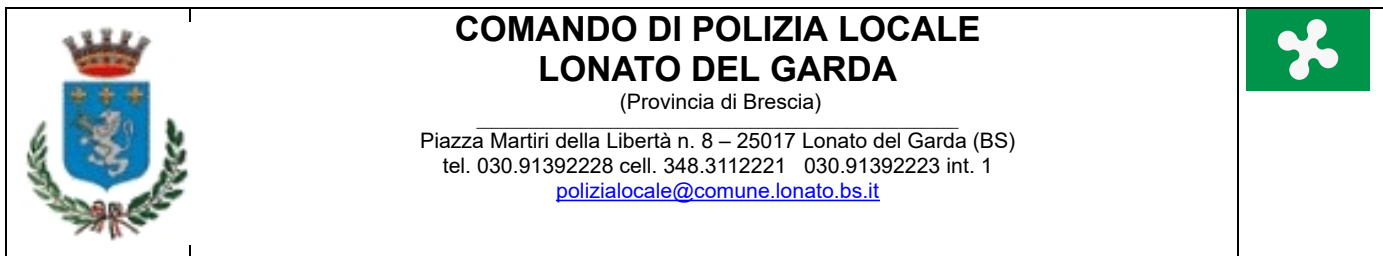 COMANDO DI POLIZIA LOCALE
LONATO DEL GARDA
(Provincia di Brescia)
Piazza Martiri della Libertà n. 8 – 25017 Lonato del Garda (BS)
tel. 030.91392228 cell. 348.3112221 030.91392223 int. 1
polizialocale@comune.lonato.bs.it